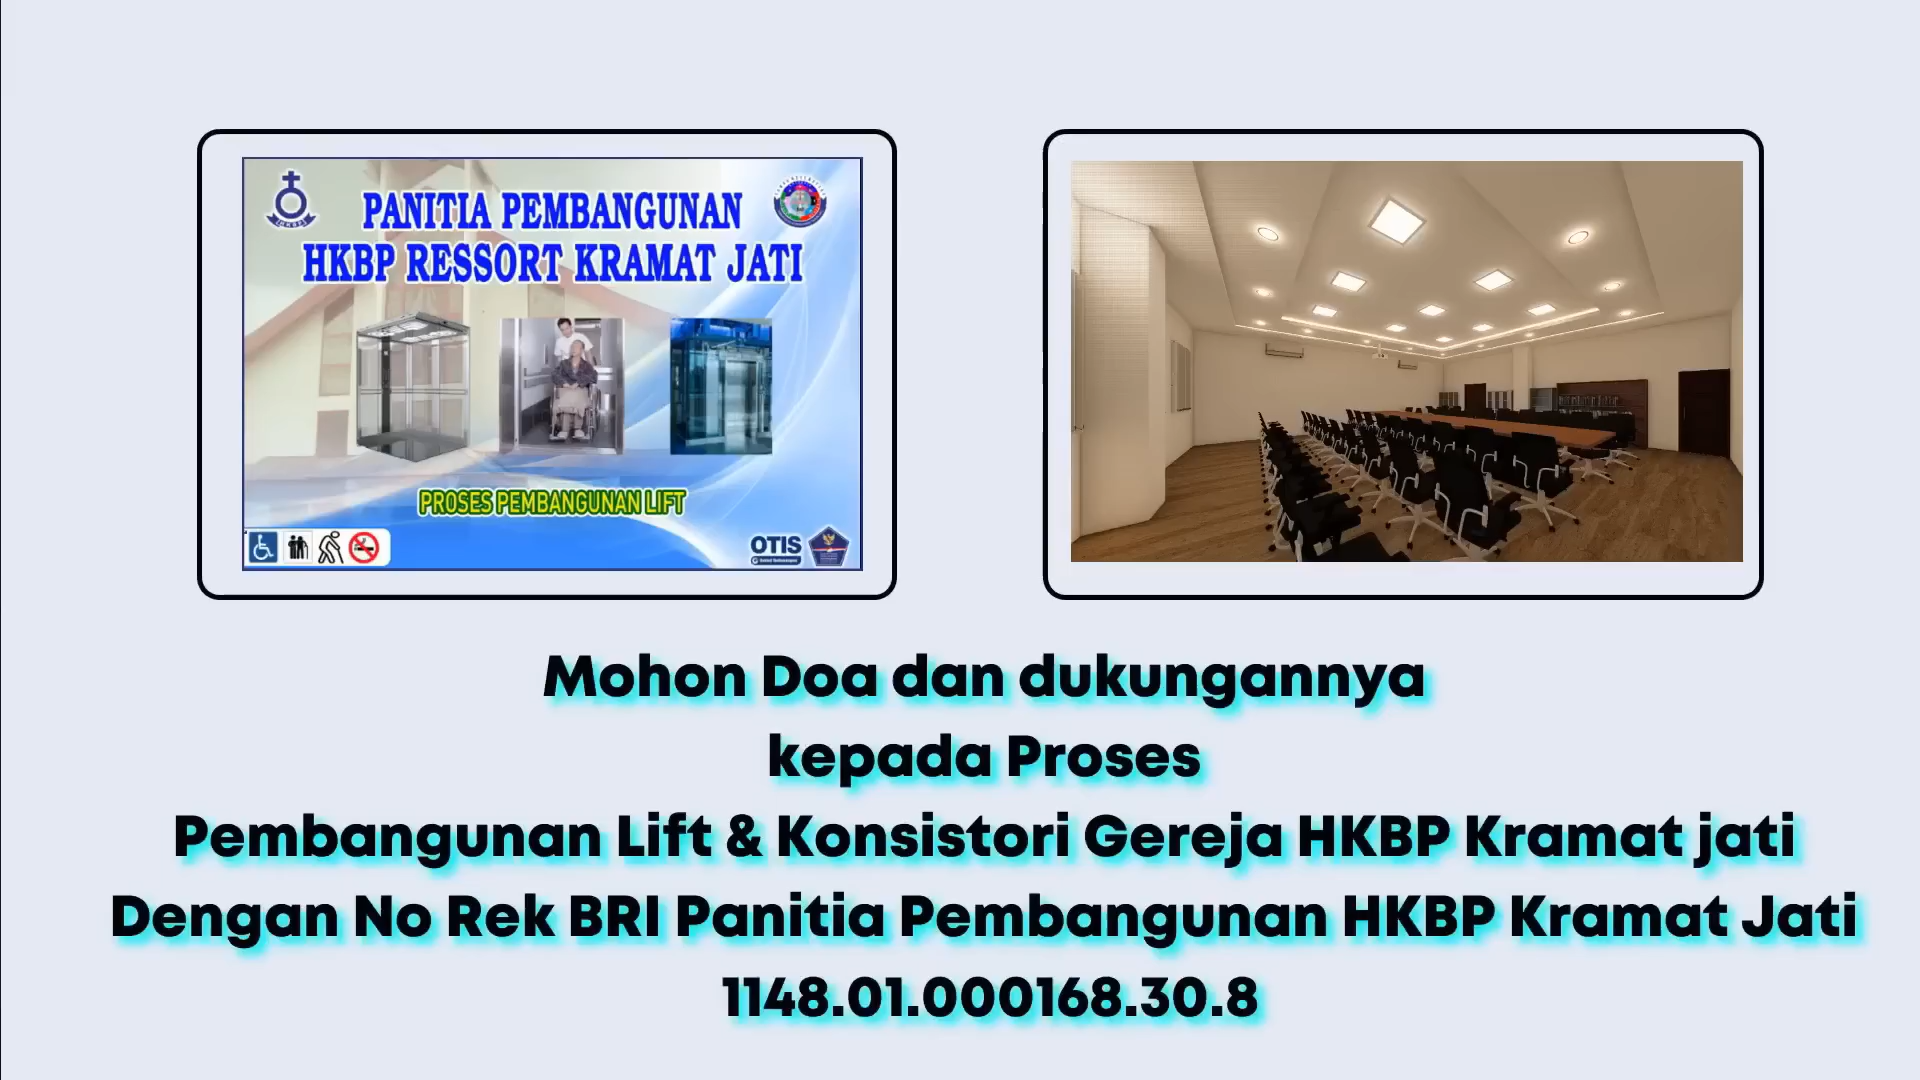 PANITIA PEMBANGUNAN
HKBP RESSORT KRAMAT JATI
PROSES PEMBANGUNAN LIFT
OTIS
Mohon Doa dan dukungannya
kepada Proses
Pembangunan Lift & Konsistori Gereja HKBP Kramat jati
Dengan No Rek BRI Panitia Pembangunan HKBP Kramat Jati
1148.01.000168.30.8